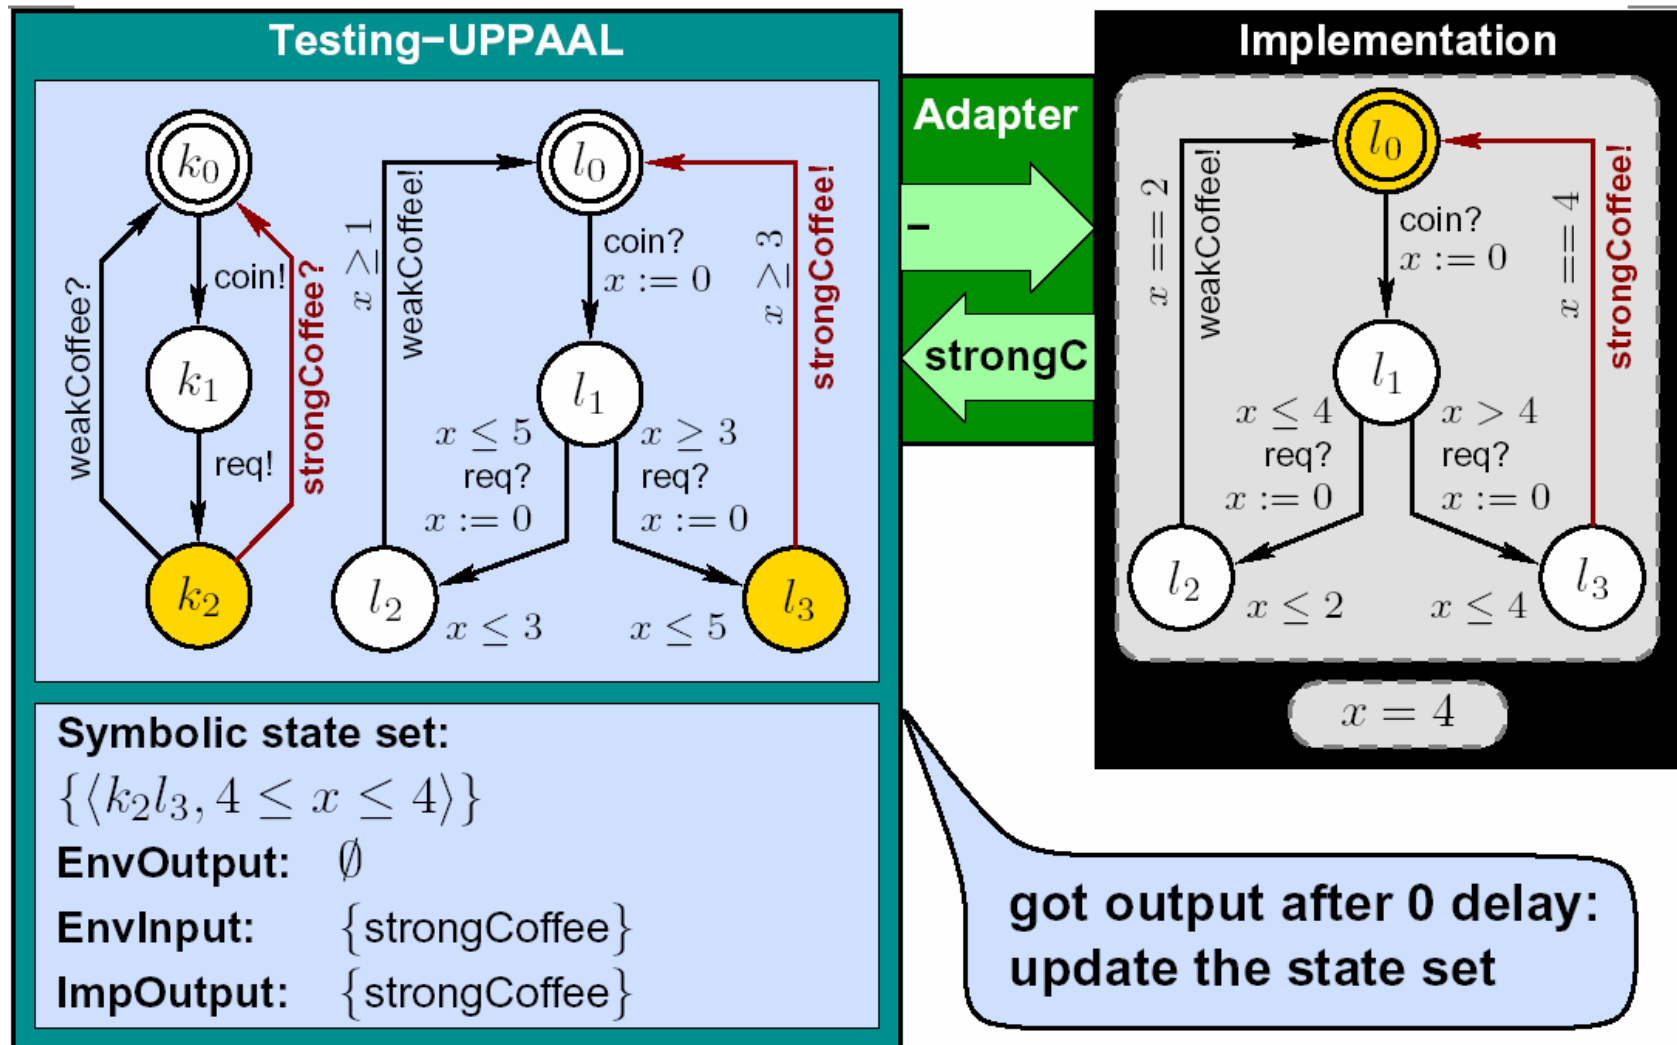 Testing−UPPAAL
k0
coin!
k1
req!
k2
weakCoffee?
strongCoffee?
x ≥ 1
weakCoffee!
l0
coin?
x := 0
l1
x ≤ 5
req?
x := 0
x ≥ 3
req?
x := 0
l2
x ≤ 3
l3
x ≤ 5
x ≥ 3
strongCoffee!
Symbolic state set:
{⟨k2l3, 4 ≤ x ≤ 4⟩}
EnvOutput: ∅
EnvInput: {strongCoffee}
ImpOutput: {strongCoffee}
Adapter
−
strongC
Implementation
l0
x == 2
weakCoffee!
coin?
x := 0
l1
x ≤ 4
req?
x := 0
x > 4
req?
x := 0
l2
x ≤ 2
l3
x ≤ 4
x == 4
strongCoffee!
x = 4
got output after 0 delay:
update the state set